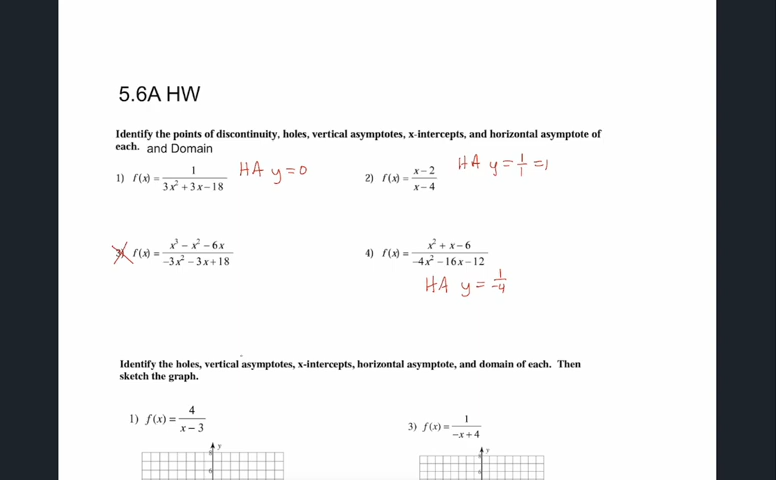 5.6A HW
Identify the points of discontinuity, holes, vertical asymptotes, x-intercepts, and horizontal asymptote of
each. and Domain
1) f(x) = 1 / (3x² + 3x − 18) HA y = 0
2) f(x) = (x − 2) / (x − 4) HA y = 1/1 = 1
3) f(x) = (x³ − x² − 6x) / (−3x² − 3x + 18)
4) f(x) = (x² + x − 6) / (−4x² − 16x − 12)
HA y = 1/-4
Identify the holes, vertical asymptotes, x-intercepts, horizontal asymptote, and domain of each. Then
sketch the graph.
1) f(x) = 4 / (x − 3)
3) f(x) = 1 / (−x + 4)
y
y